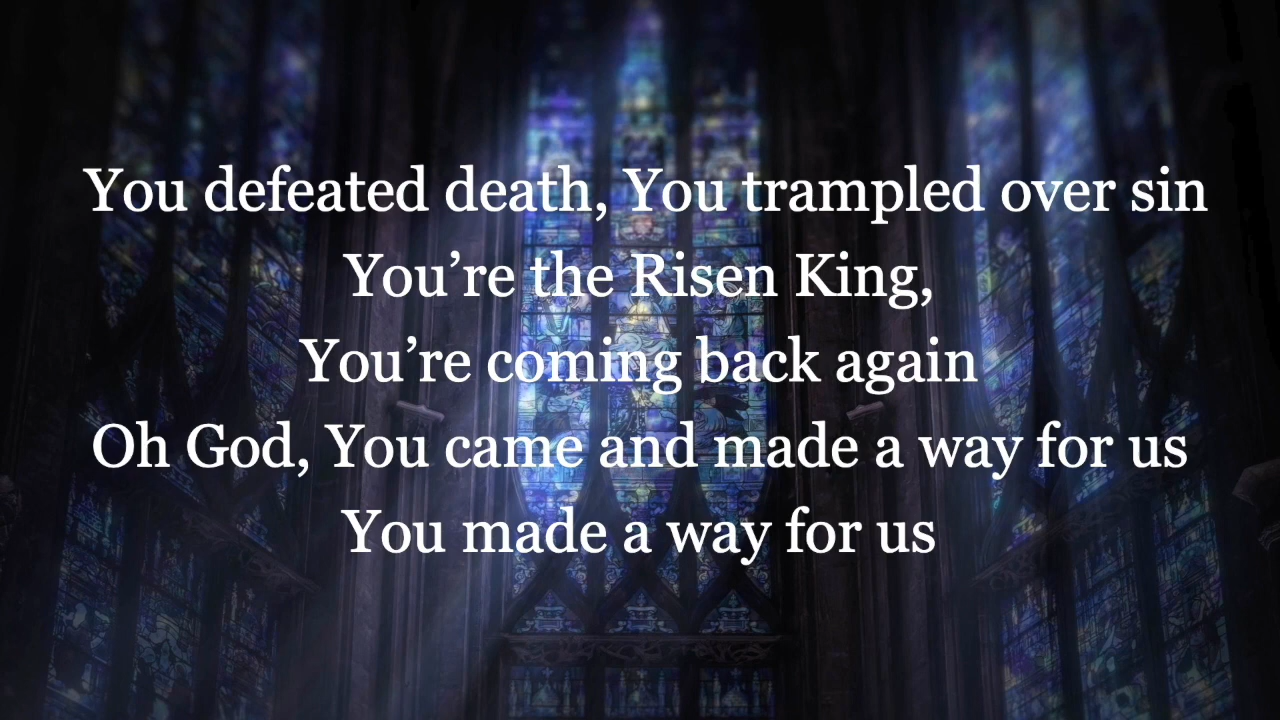 You defeated death, You trampled over sin
You’re the Risen King,
You’re coming back again
Oh God, You came and made a way for us
You made a way for us